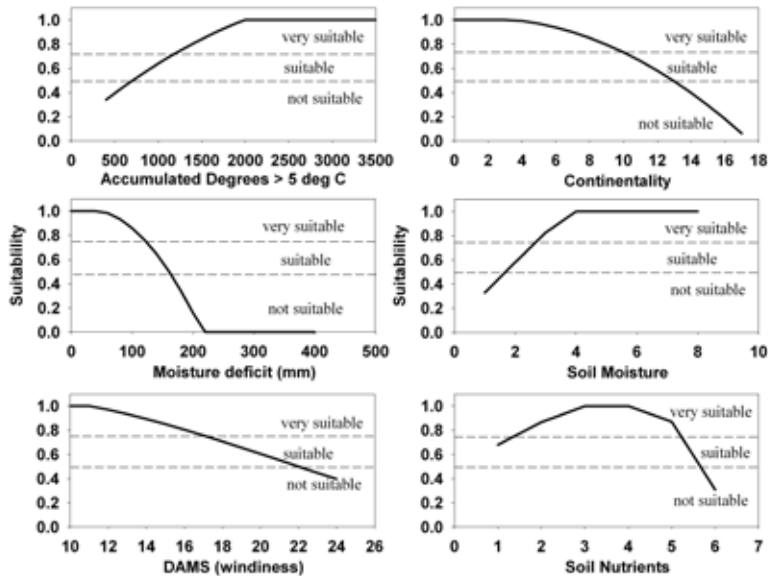 1.0
0.8
0.6
0.4
0.2
0.0
very suitable
suitable
not suitable
0 500 1000 1500 2000 2500 3000 3500
Accumulated Degrees > 5 deg C
1.0
0.8
0.6
0.4
0.2
0.0
very suitable
suitable
not suitable
0 2 4 6 8 10 12 14 16 18
Continentality
Suitablility
1.0
0.8
0.6
0.4
0.2
0.0
very suitable
suitable
not suitable
0 100 200 300 400 500
Moisture deficit (mm)
Suitablility
1.0
0.8
0.6
0.4
0.2
0.0
very suitable
suitable
not suitable
0 2 4 6 8 10
Soil Moisture
1.0
0.8
0.6
0.4
0.2
0.0
very suitable
suitable
not suitable
10 12 14 16 18 20 22 24 26
DAMS (windiness)
1.0
0.8
0.6
0.4
0.2
0.0
very suitable
suitable
not suitable
0 1 2 3 4 5 6 7
Soil Nutrients